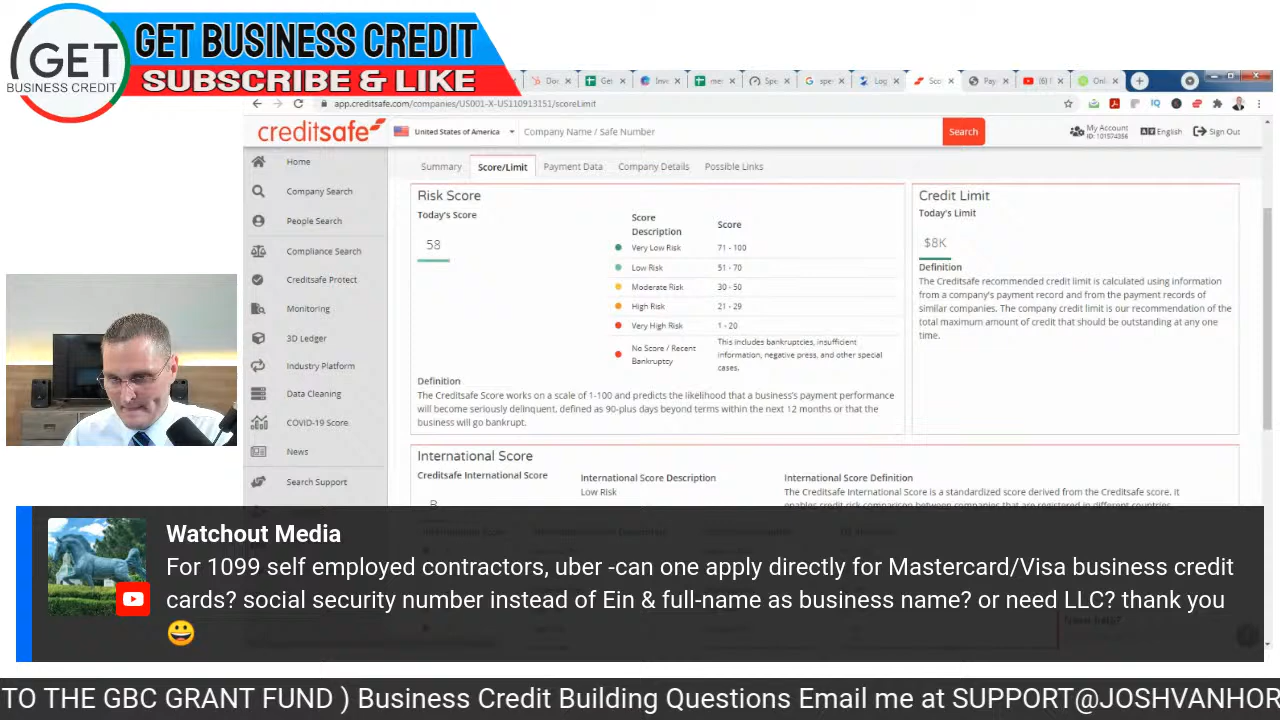 GET
BUSINESS CREDIT
GET BUSINESS CREDIT
SUBSCRIBE & LIKE
app.creditsafe.com/companies/US001-X-US110913151/scoreLimit
creditsafe
United States of America
Company Name / Safe Number
Search
My Account
ID: 101574356
English
Sign Out
Home
Company Search
People Search
Compliance Search
Creditsafe Protect
Monitoring
3D Ledger
Industry Platform
Data Cleaning
COVID-19 Score
News
Search Support
Summary
Score/Limit
Payment Data
Company Details
Possible Links
Risk Score
Today's Score
58
Score Description
Score
Very Low Risk
71 - 100
Low Risk
51 - 70
Moderate Risk
30 - 50
High Risk
21 - 29
Very High Risk
1 - 20
No Score / Recent
Bankruptcy
This includes bankruptcies, insufficient
information, negative press, and other special
cases.
Definition
The Creditsafe Score works on a scale of 1-100 and predicts the likelihood that a business's payment performance
will become seriously delinquent, defined as 90-plus days beyond terms within the next 12 months or that the
business will go bankrupt.
Credit Limit
Today's Limit
$8K
Definition
The Creditsafe recommended credit limit is calculated using information
from a company's payment record and from the payment records of
similar companies. The company credit limit is our recommendation of the
total maximum amount of credit that should be outstanding at any one
time.
International Score
Creditsafe International Score
B
International Score Description
Low Risk
International Score Definition
The Creditsafe International Score is a standardized score derived from the Creditsafe score. It
enables credit risk comparison between companies that are registered in different countries.
Watchout Media
For 1099 self employed contractors, uber -can one apply directly for Mastercard/Visa business credit
cards? social security number instead of Ein & full-name as business name? or need LLC? thank you
😀
TO THE GBC GRANT FUND ) Business Credit Building Questions Email me at SUPPORT@JOSHVANHOR